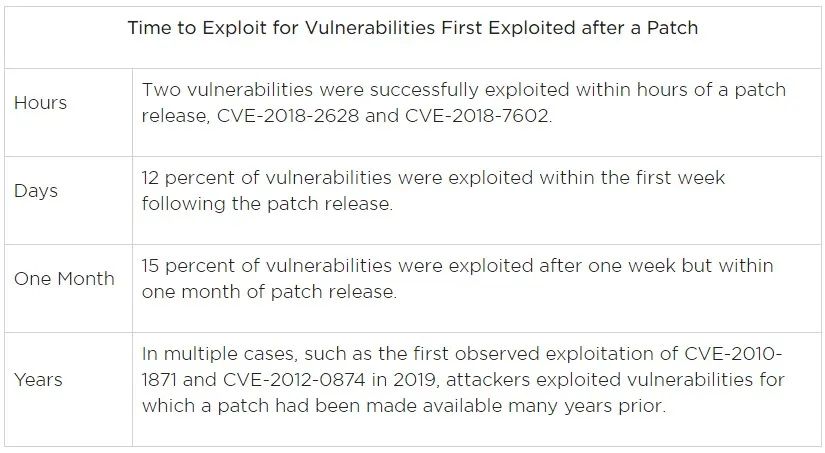 Time to Exploit for Vulnerabilities First Exploited after a Patch
Hours
Two vulnerabilities were successfully exploited within hours of a patch
release, CVE-2018-2628 and CVE-2018-7602.
Days
12 percent of vulnerabilities were exploited within the first week
following the patch release.
One Month
15 percent of vulnerabilities were exploited after one week but within
one month of patch release.
Years
In multiple cases, such as the first observed exploitation of CVE-2010-
1871 and CVE-2012-0874 in 2019, attackers exploited vulnerabilities for
which a patch had been made available many years prior.